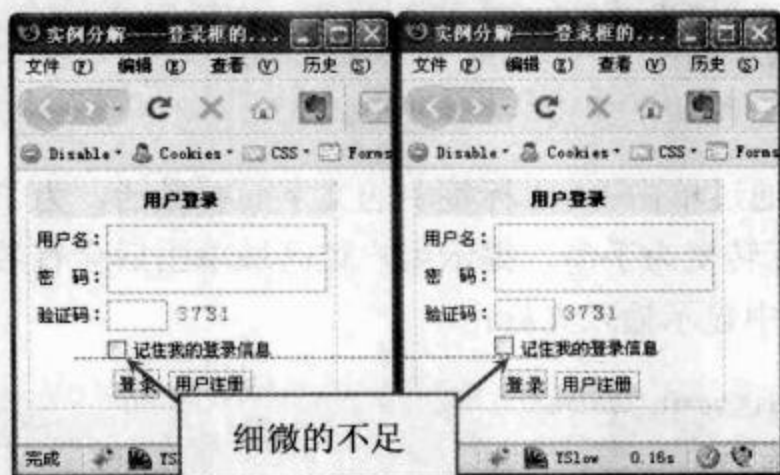 实例分解——登录框的...
文件 (F) 编辑 (E) 查看 (V) 历史 (S)
Disable Cookies CSS Forms
用户登录
用户名：
密 码：
验证码： 3731
记住我的登录信息
登录 用户注册
完成 YS
实例分解——登录框的...
文件 (F) 编辑 (E) 查看 (V) 历史 (S)
Disable Cookies CSS Forms
用户登录
用户名：
密 码：
验证码： 3731
记住我的登录信息
登录 用户注册
YSlow 0.16s
细微的不足